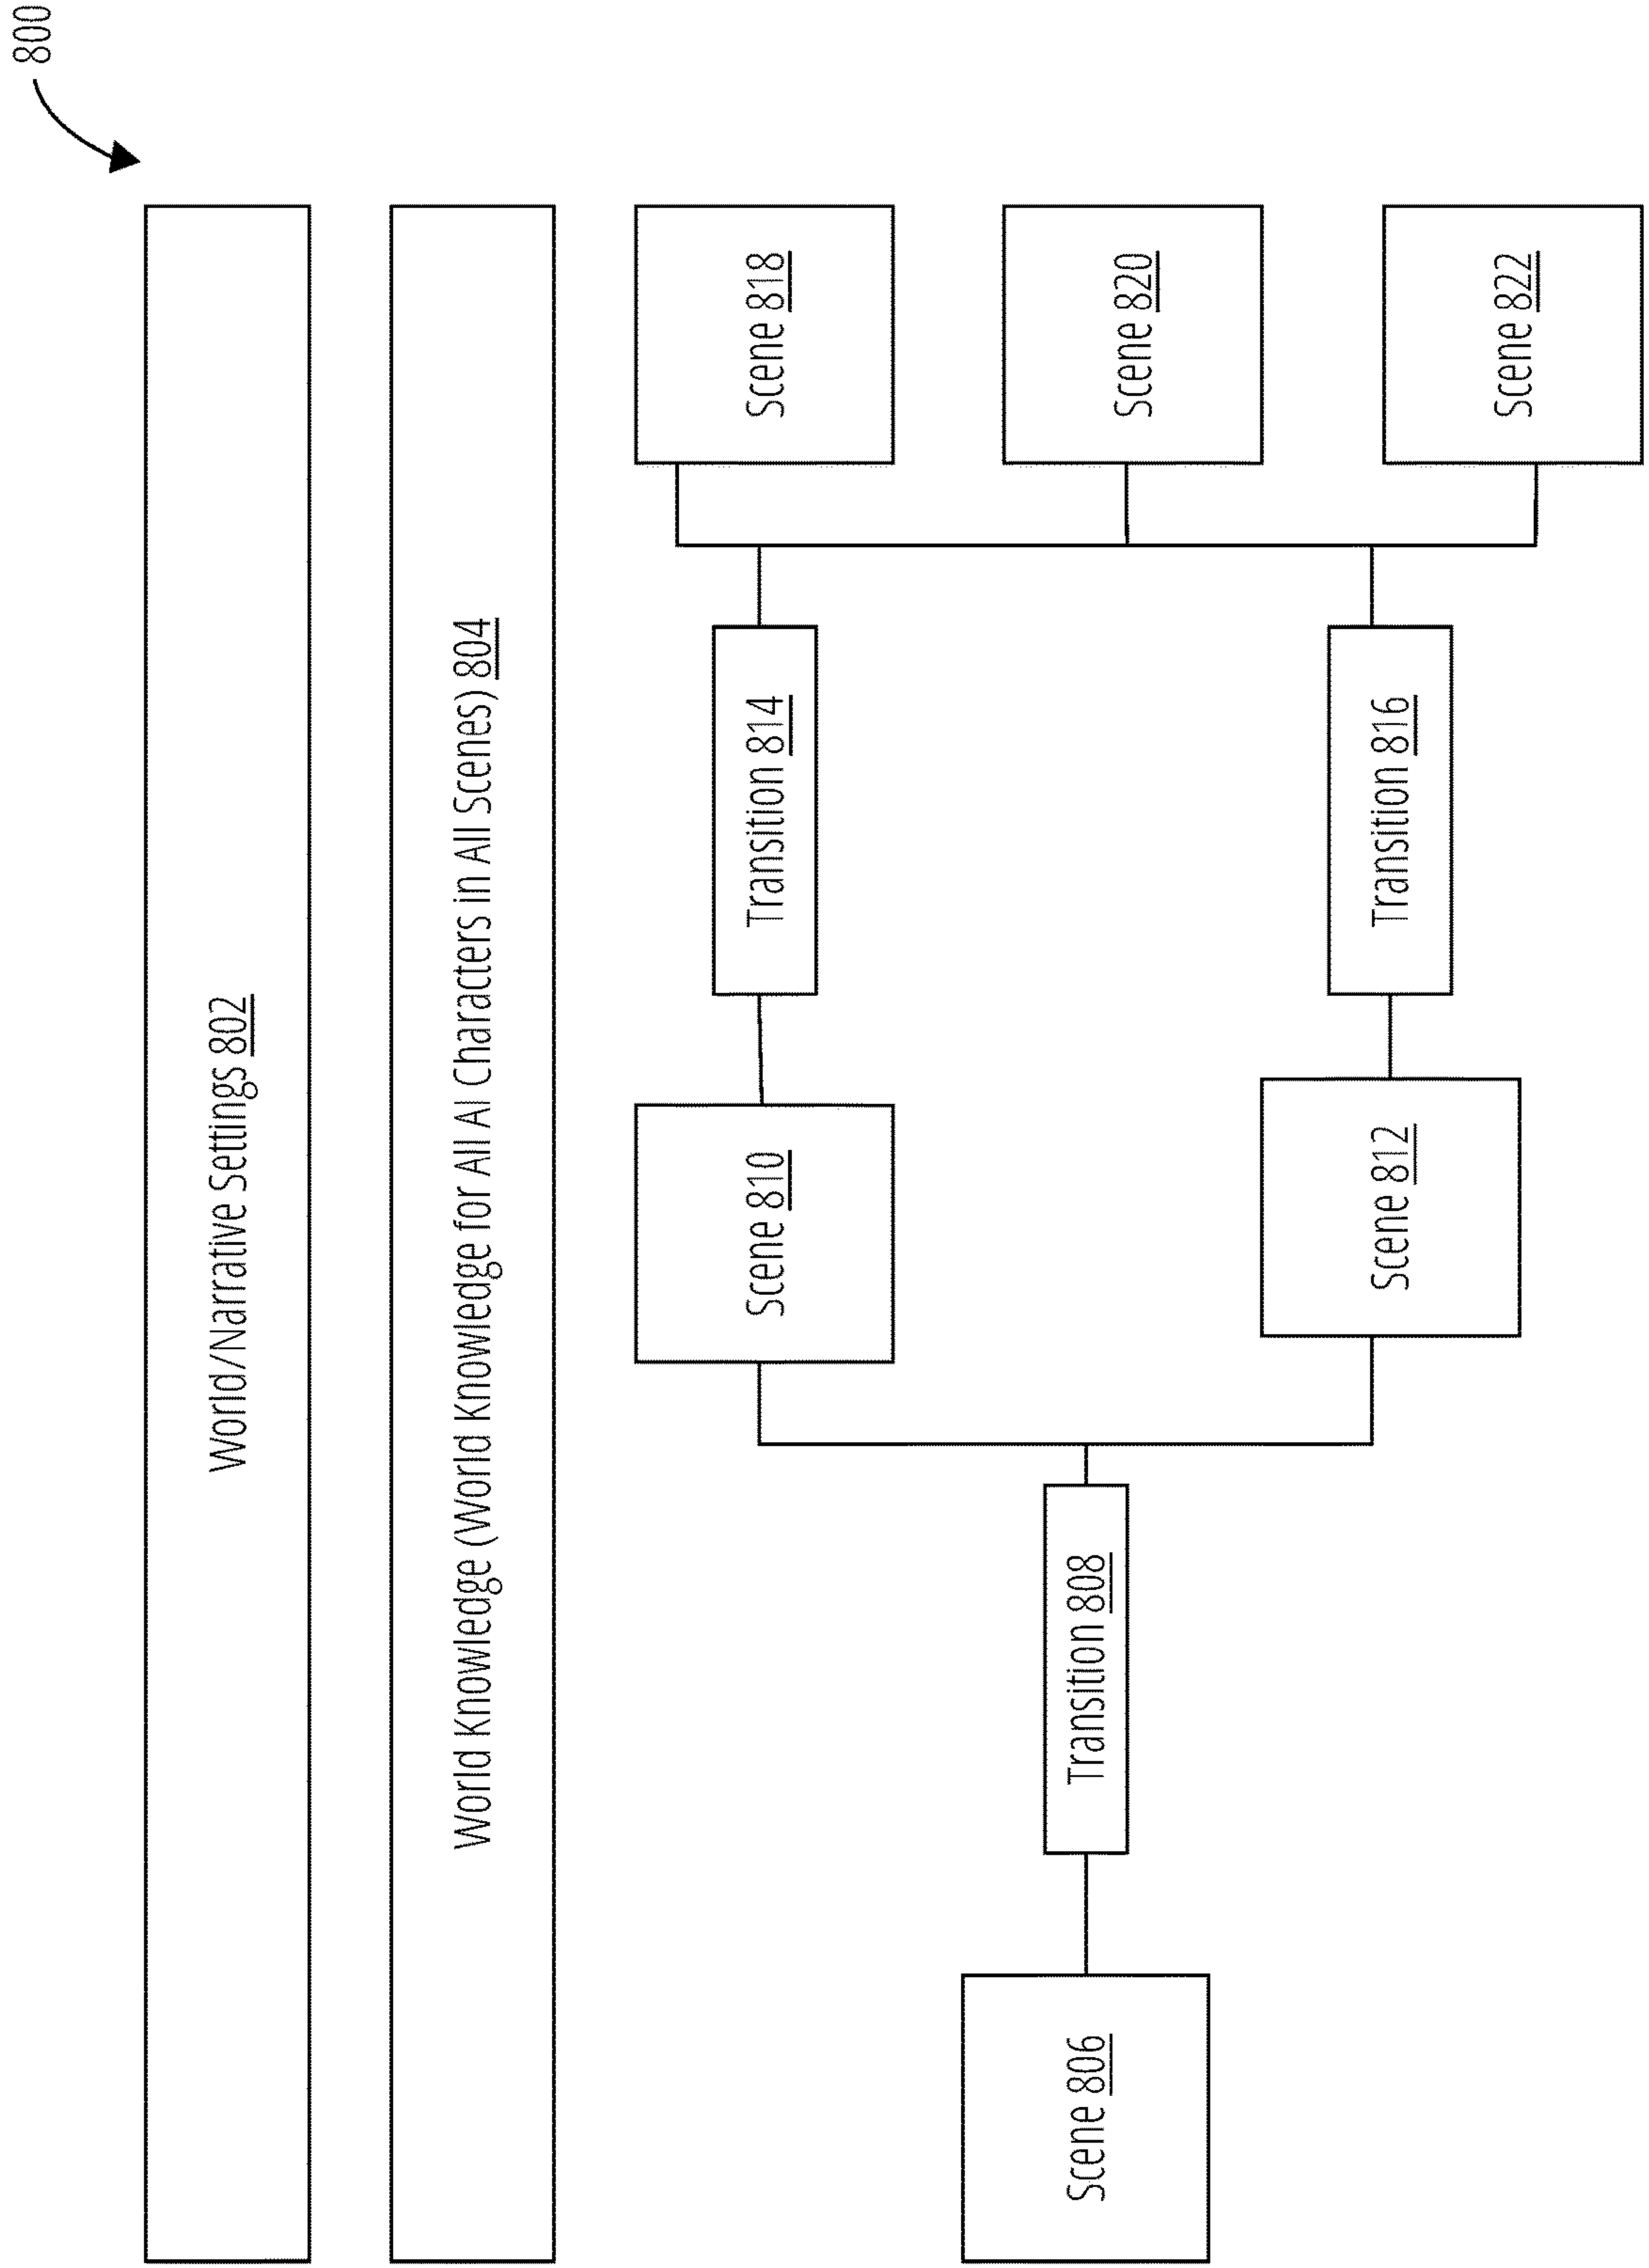 800
World/Narrative Settings 802
World Knowledge (World Knowledge for All AI Characters in All Scenes) 804
Scene 806
Transition 808
Scene 810
Scene 812
Transition 814
Transition 816
Scene 818
Scene 820
Scene 822